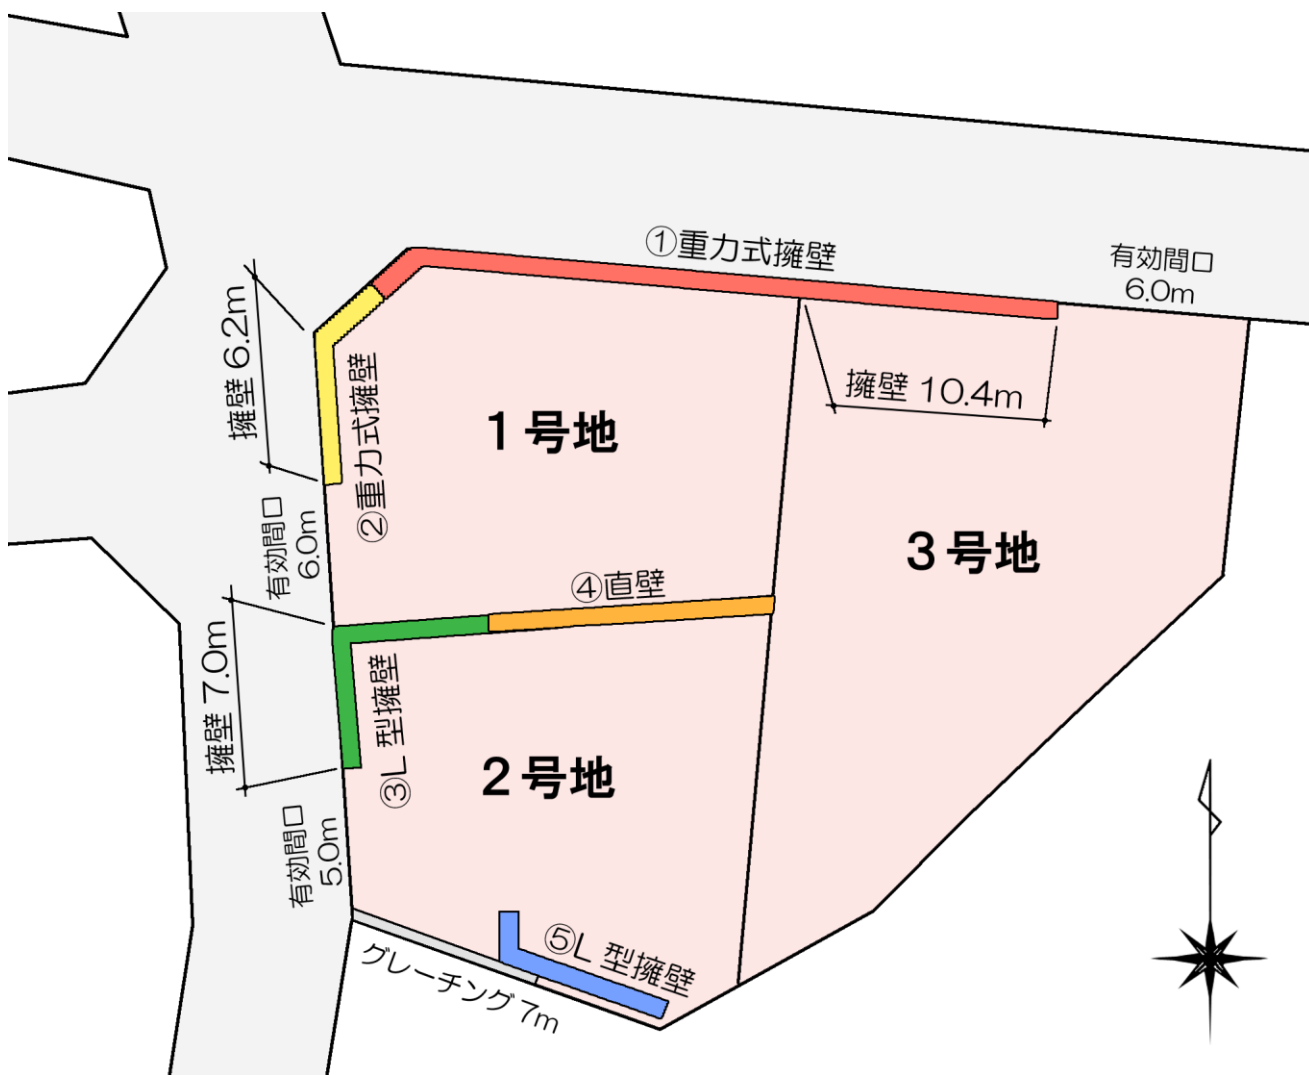 ①重力式擁壁
有効間口
6.0m
擁壁 6.2m
②重力式擁壁
擁壁 10.4m
1号地
有効間口
6.0m
3号地
④直壁
擁壁 7.0m
③L 型擁壁
2号地
有効間口
5.0m
⑤L 型擁壁
グレーチング 7m